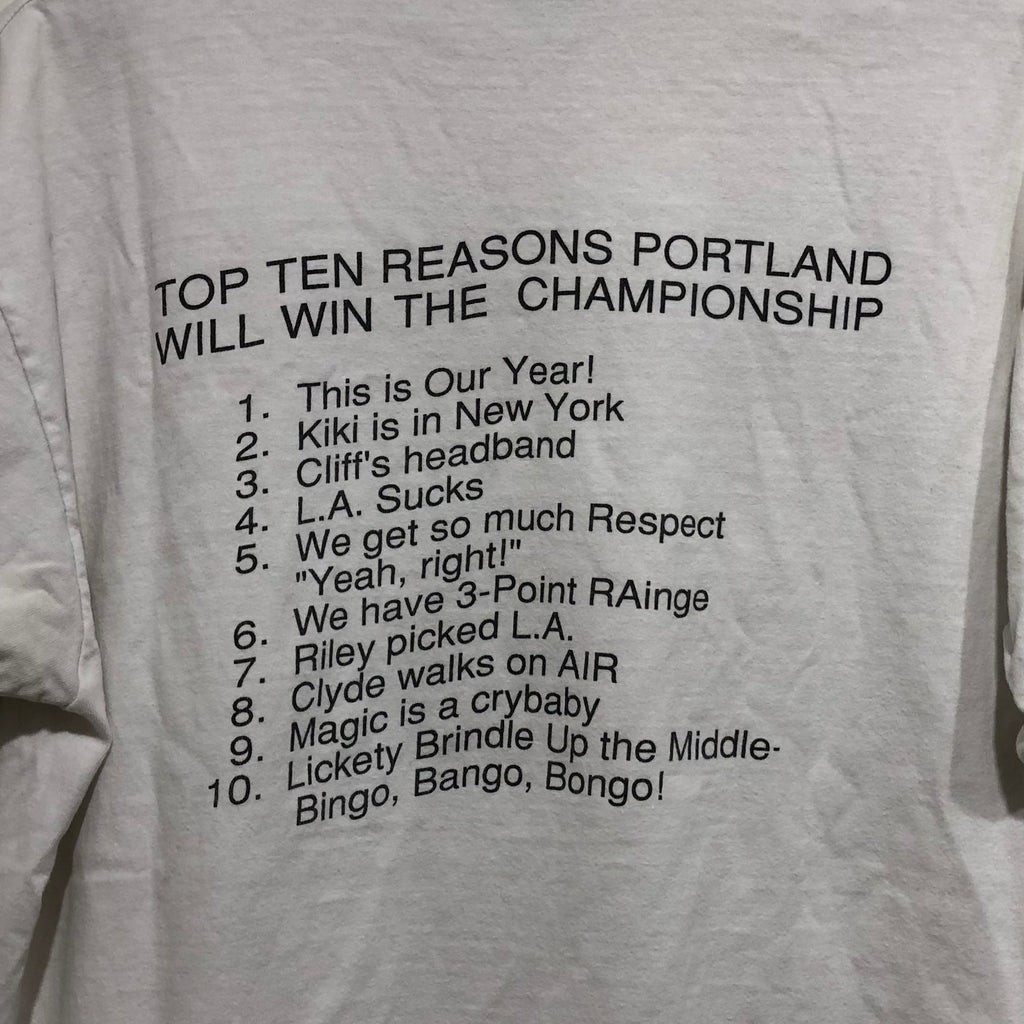 TOP TEN REASONS PORTLAND
WILL WIN THE CHAMPIONSHIP
1. This is Our Year!
2. Kiki is in New York
3. Cliff's headband
4. L.A. Sucks
5. We get so much Respect
"Yeah, right!"
6. We have 3-Point RAinge
7. Riley picked L.A.
8. Clyde walks on AIR
9. Magic is a crybaby
10. Lickety Brindle Up the Middle-
Bingo, Bango, Bongo!